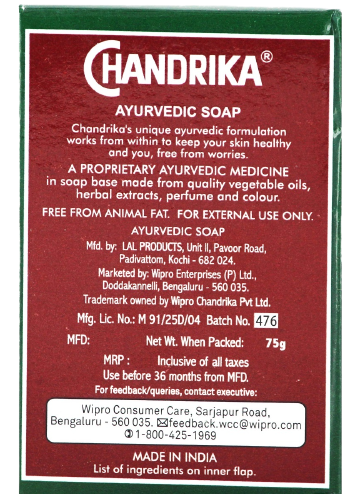 CHANDRIKA®
AYURVEDIC SOAP
Chandrika's unique ayurvedic formulation
works from within to keep your skin healthy
and you, free from worries.
A PROPRIETARY AYURVEDIC MEDICINE
in soap base made from quality vegetable oils,
herbal extracts, perfume and colour.
FREE FROM ANIMAL FAT. FOR EXTERNAL USE ONLY.
AYURVEDIC SOAP
Mfd. by: LAL PRODUCTS, Unit II, Pavoor Road,
Padivattom, Kochi - 682 024.
Marketed by: Wipro Enterprises (P) Ltd.,
Doddakannelli, Bengaluru - 560 035.
Trademark owned by Wipro Chandrika Pvt Ltd.
Mfg. Lic. No.: M 91/25D/04 Batch No. 476
MFD: Net Wt. When Packed: 75g
MRP : Inclusive of all taxes
Use before 36 months from MFD.
For feedback/queries, contact executive:
Wipro Consumer Care, Sarjapur Road,
Bengaluru - 560 035. ✉feedback.wcc@wipro.com
✆1-800-425-1969
MADE IN INDIA
List of ingredients on inner flap.